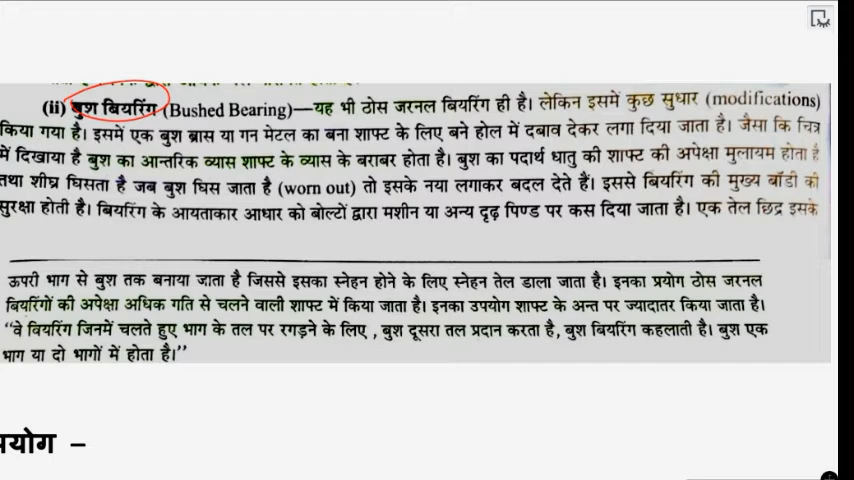 (ii) बुश बियरिंग (Bushed Bearing)—यह भी ठोस जरनल बियरिंग ही है। लेकिन इसमें कुछ सुधार (modifications)
किया गया है। इसमें एक बुश ब्रास या गन मेटल का बना शाफ्ट के लिए बने होल में दबाव देकर लगा दिया जाता है। जैसा कि चित्र
में दिखाया है बुश का आन्तरिक व्यास शाफ्ट के व्यास के बराबर होता है। बुश का पदार्थ धातु की शाफ्ट की अपेक्षा मुलायम होता है
तथा शीघ्र घिसता है जब बुश घिस जाता है (worn out) तो इसके नया लगाकर बदल देते हैं। इससे बियरिंग की मुख्य बॉडी की
सुरक्षा होती है। बियरिंग के आयताकार आधार को बोल्टों द्वारा मशीन या अन्य दृढ़ पिण्ड पर कस दिया जाता है। एक तेल छिद्र इसके
ऊपरी भाग से बुश तक बनाया जाता है जिससे इसका स्नेहन होने के लिए स्नेहन तेल डाला जाता है। इनका प्रयोग ठोस जरनल
बियरिंगों की अपेक्षा अधिक गति से चलने वाली शाफ्ट में किया जाता है। इनका उपयोग शाफ्ट के अन्त पर ज्यादातर किया जाता है।
“वे वियरिंग जिनमें चलते हुए भाग के तल पर रगड़ने के लिए , बुश दूसरा तल प्रदान करता है, बुश बियरिंग कहलाती है। बुश एक
भाग या दो भागों में होता है।”
पयोग –